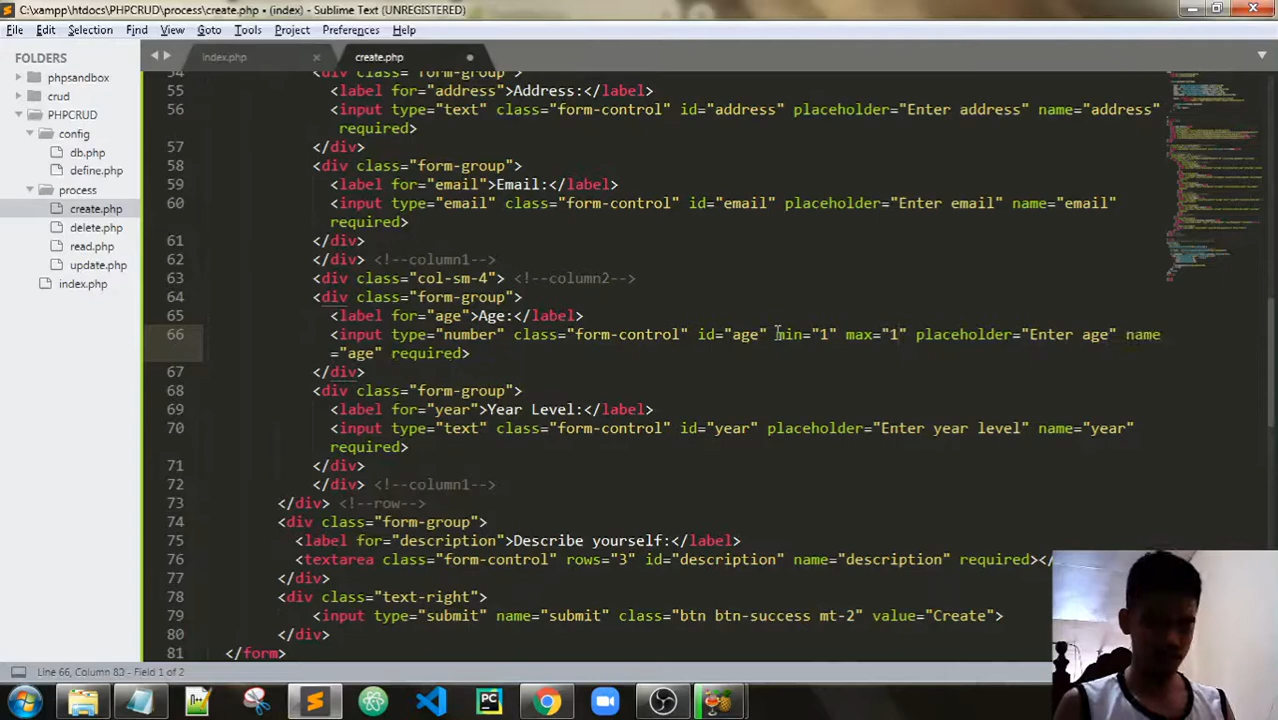 C:\xampp\htdocs\PHPCRUD\process\create.php • (index) - Sublime Text (UNREGISTERED)
File Edit Selection Find View Goto Tools Project Preferences Help
FOLDERS
phpsandbox
crud
PHPCRUD
config
db.php
define.php
process
create.php
delete.php
read.php
update.php
index.php
index.php
create.php
54 <div class="form-group">
55 <label for="address">Address:</label>
56 <input type="text" class="form-control" id="address" placeholder="Enter address" name="address"
required>
57 </div>
58 <div class="form-group">
59 <label for="email">Email:</label>
60 <input type="email" class="form-control" id="email" placeholder="Enter email" name="email"
required>
61 </div>
62 </div> <!--column1-->
63 <div class="col-sm-4"> <!--column2-->
64 <div class="form-group">
65 <label for="age">Age:</label>
66 <input type="number" class="form-control" id="age" min="1" max="1" placeholder="Enter age" name
="age" required>
67 </div>
68 <div class="form-group">
69 <label for="year">Year Level:</label>
70 <input type="text" class="form-control" id="year" placeholder="Enter year level" name="year"
required>
71 </div>
72 </div> <!--column1-->
73 </div> <!--row-->
74 <div class="form-group">
75 <label for="description">Describe yourself:</label>
76 <textarea class="form-control" rows="3" id="description" name="description" required></
77 </div>
78 <div class="text-right">
79 <input type="submit" name="submit" class="btn btn-success mt-2" value="Create">
80 </div>
81 </form>
Line 66, Column 80 - Field 1 of 2
PC